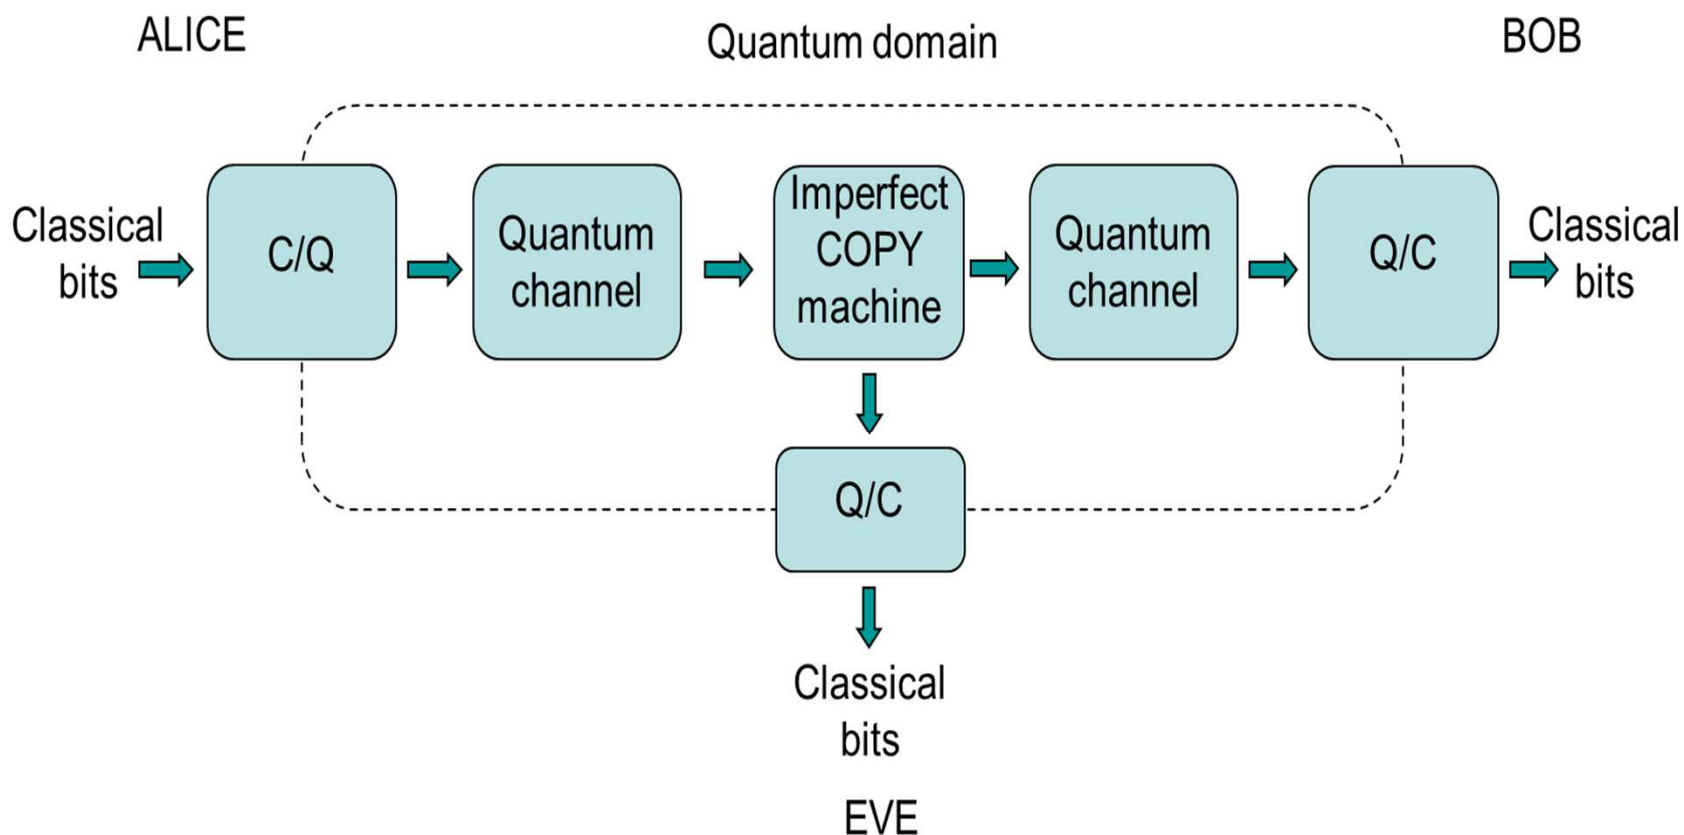 ALICE
Quantum domain
BOB
Classical
bits
C/Q
Quantum
channel
Imperfect
COPY
machine
Quantum
channel
Q/C
Classical
bits
Q/C
Classical
bits
EVE